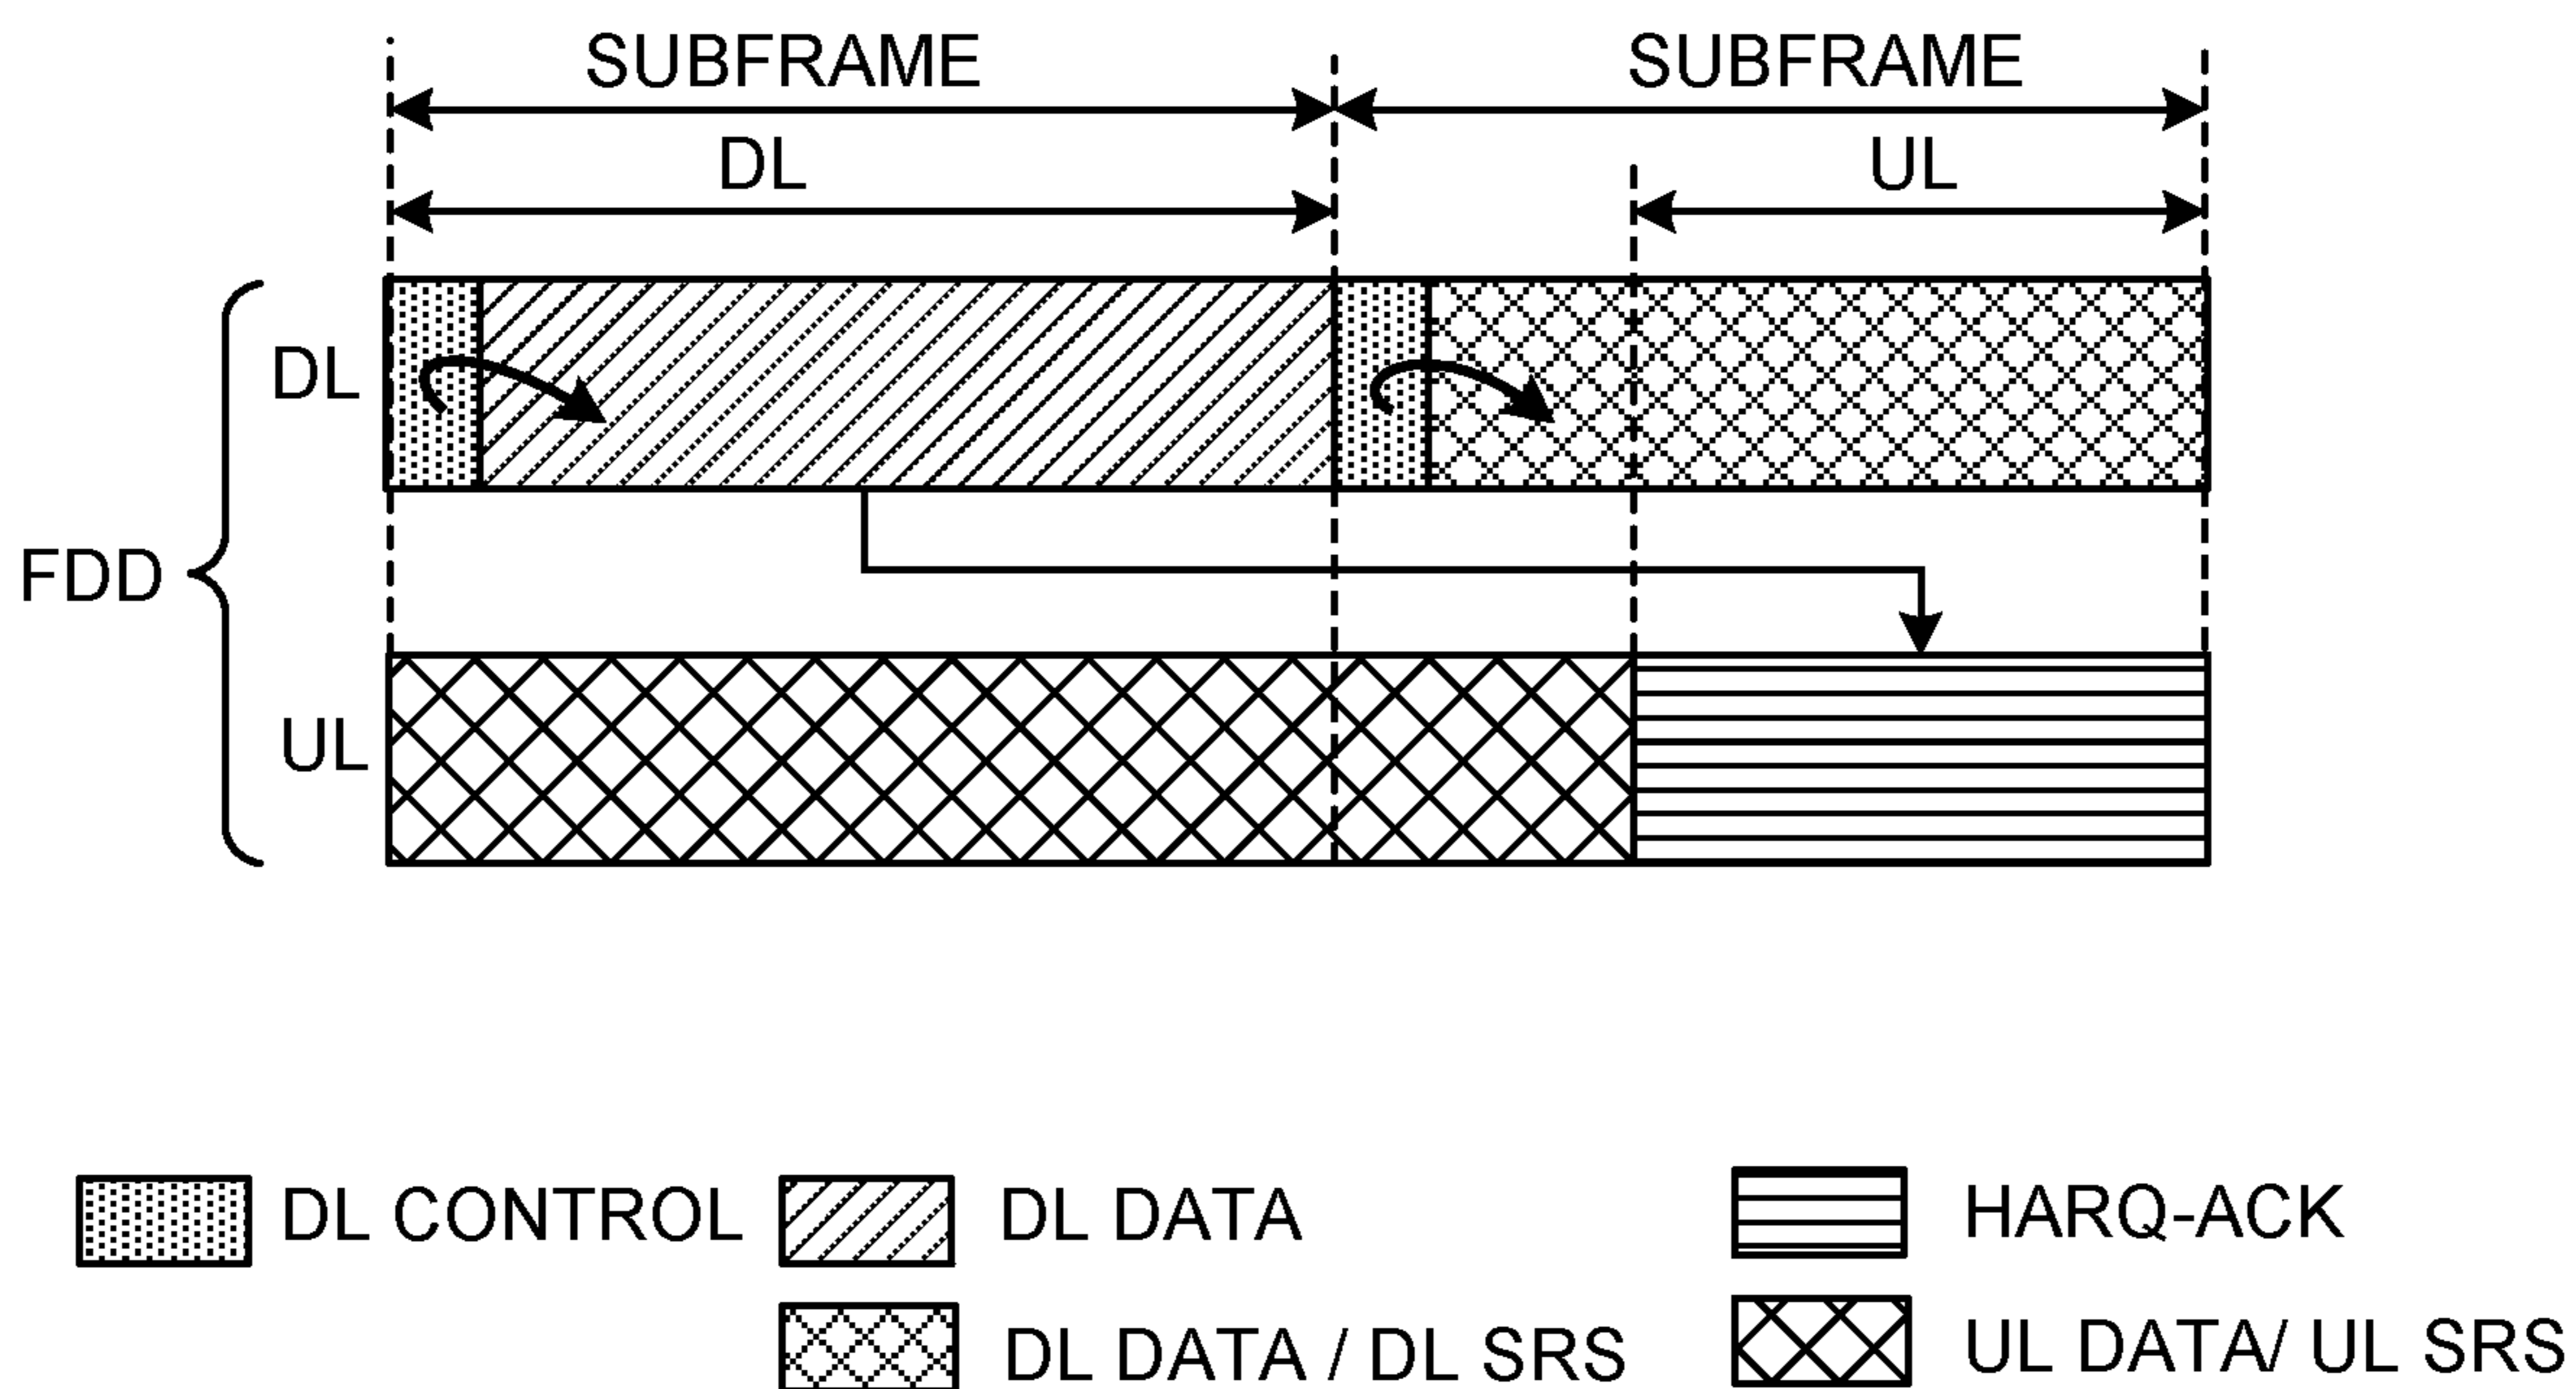 SUBFRAME SUBFRAME
DL UL
DL
FDD
UL
DL CONTROL DL DATA HARQ-ACK
DL DATA / DL SRS UL DATA/ UL SRS